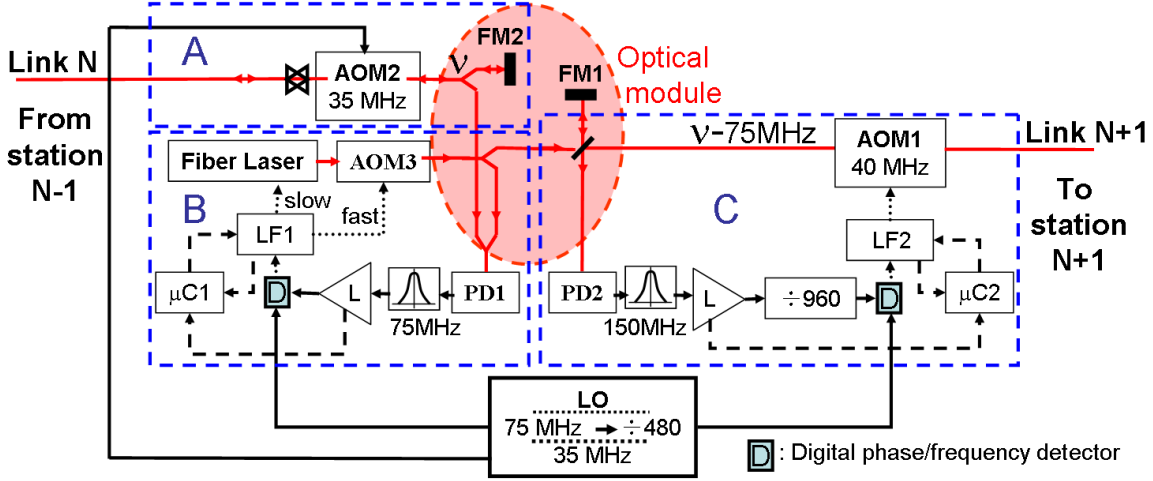 Link N
From
station
N-1
A
AOM2
35 MHz
ν
FM2
FM1
Optical
module
ν-75MHz
AOM1
40 MHz
Link N+1
To
station
N+1
Fiber Laser
AOM3
B
slow
fast
LF1
μC1
D
L
75MHz
PD1
C
PD2
150MHz
L
÷960
D
LF2
μC2
LO
75 MHz ➝ ÷480
35 MHz
D : Digital phase/frequency detector